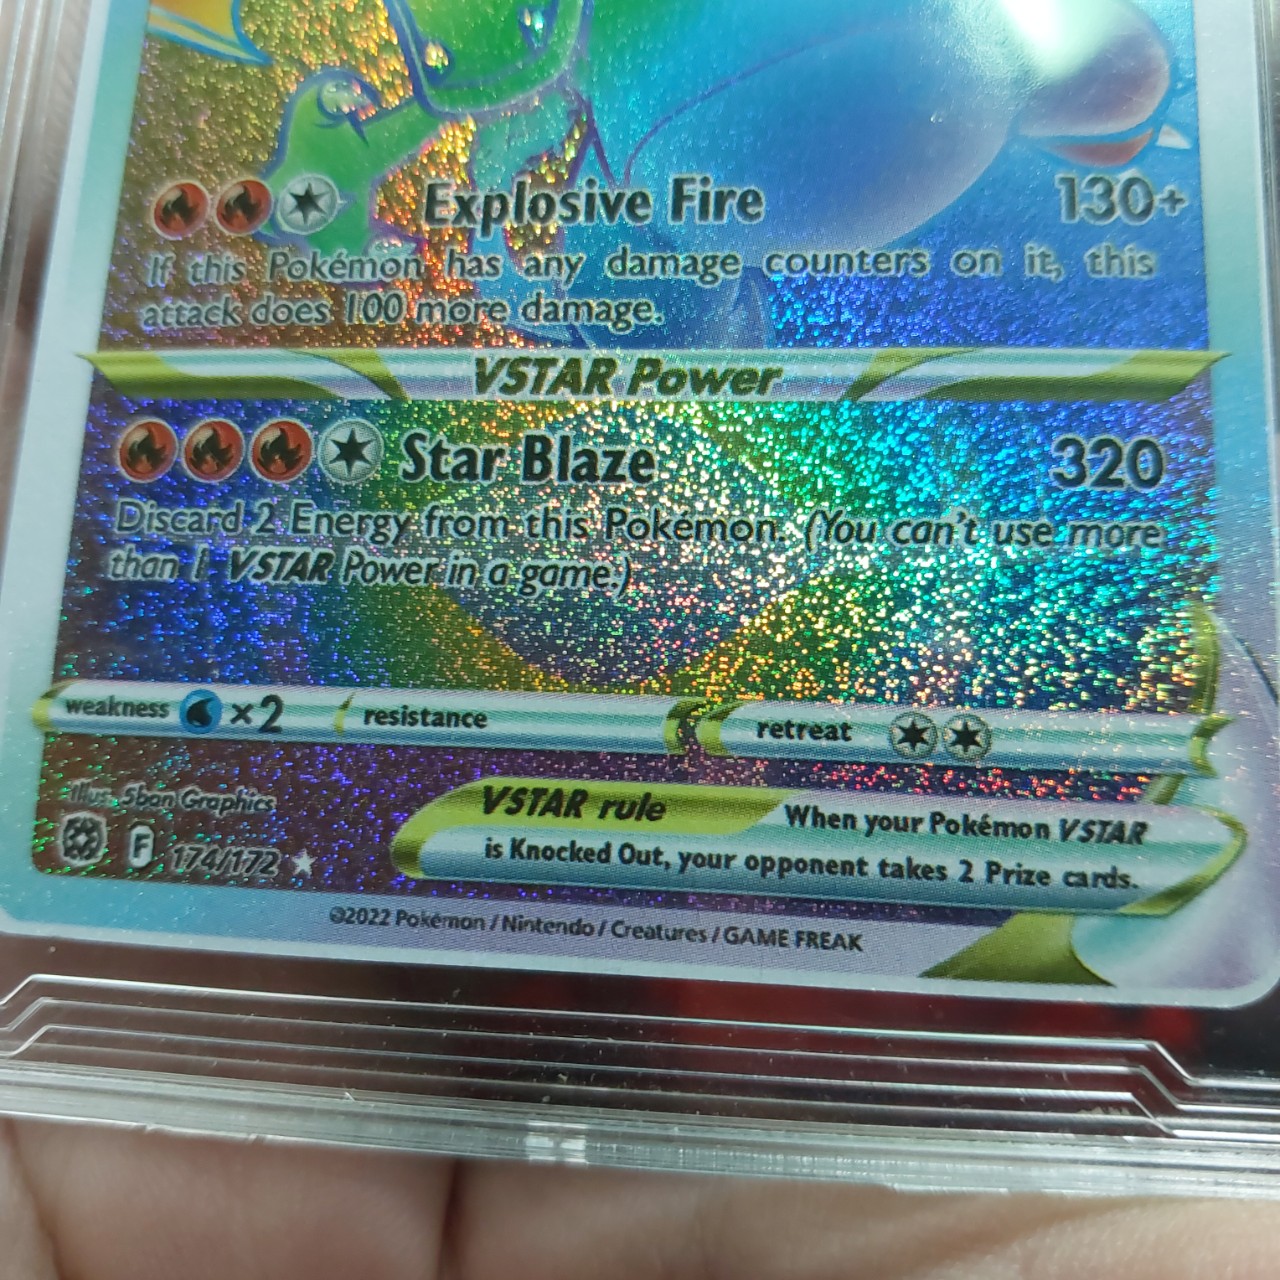 Explosive Fire 130+
If this Pokémon has any damage counters on it, this
attack does 100 more damage.
VSTAR Power
Star Blaze 320
Discard 2 Energy from this Pokémon. (You can't use more
than 1 VSTAR Power in a game.)
weakness ×2 resistance retreat
Illus. 5ban Graphics
F 174/172
VSTAR rule When your Pokémon VSTAR
is Knocked Out, your opponent takes 2 Prize cards.
©2022 Pokémon / Nintendo / Creatures / GAME FREAK